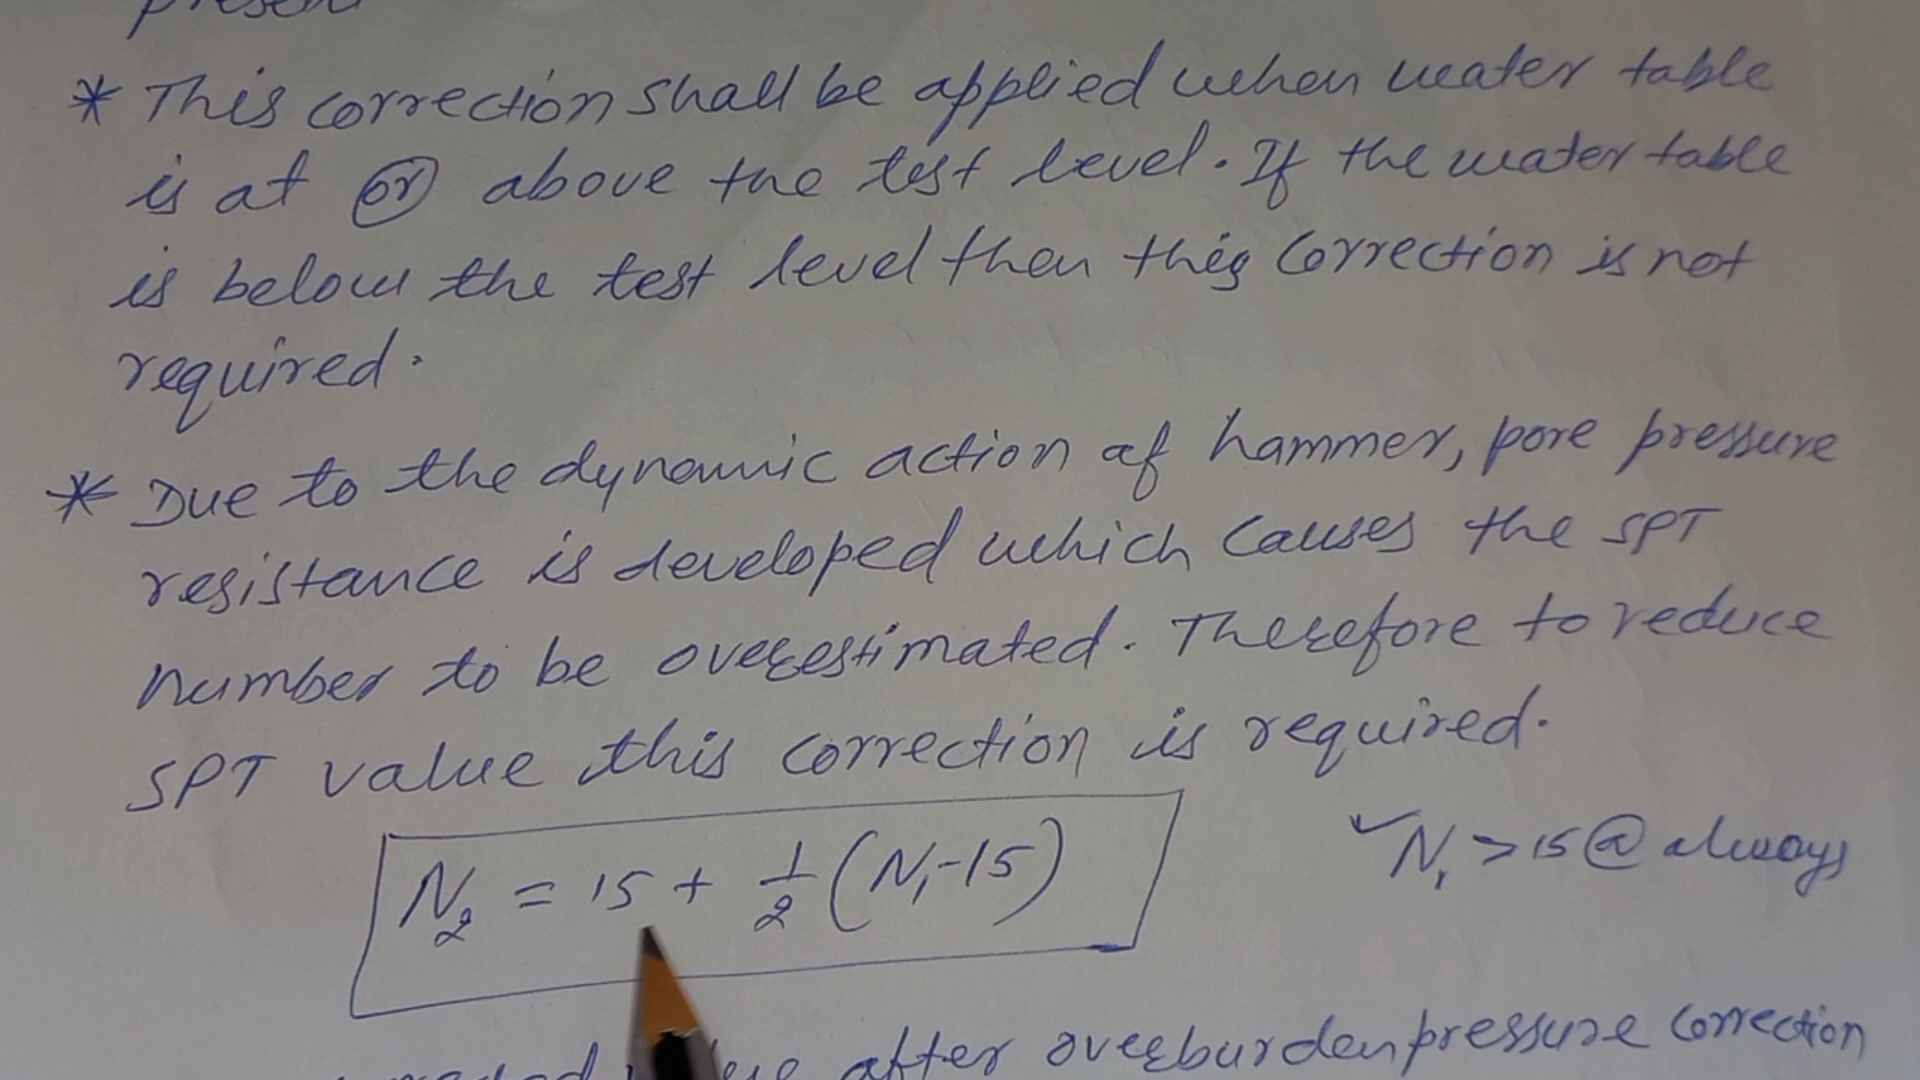 present
* This correction shall be applied when water table
is at (or) above the test level. If the water table
is below the test level then this correction is not
required.
* Due to the dynamic action of hammer, pore pressure
resistance is developed which causes the SPT
number to be overestimated. Therefore to reduce
SPT value this correction is required.
N₂ = 15 + 1/2 (N₁-15) ✓N₁ > 15 @ always
after overburden pressure correction